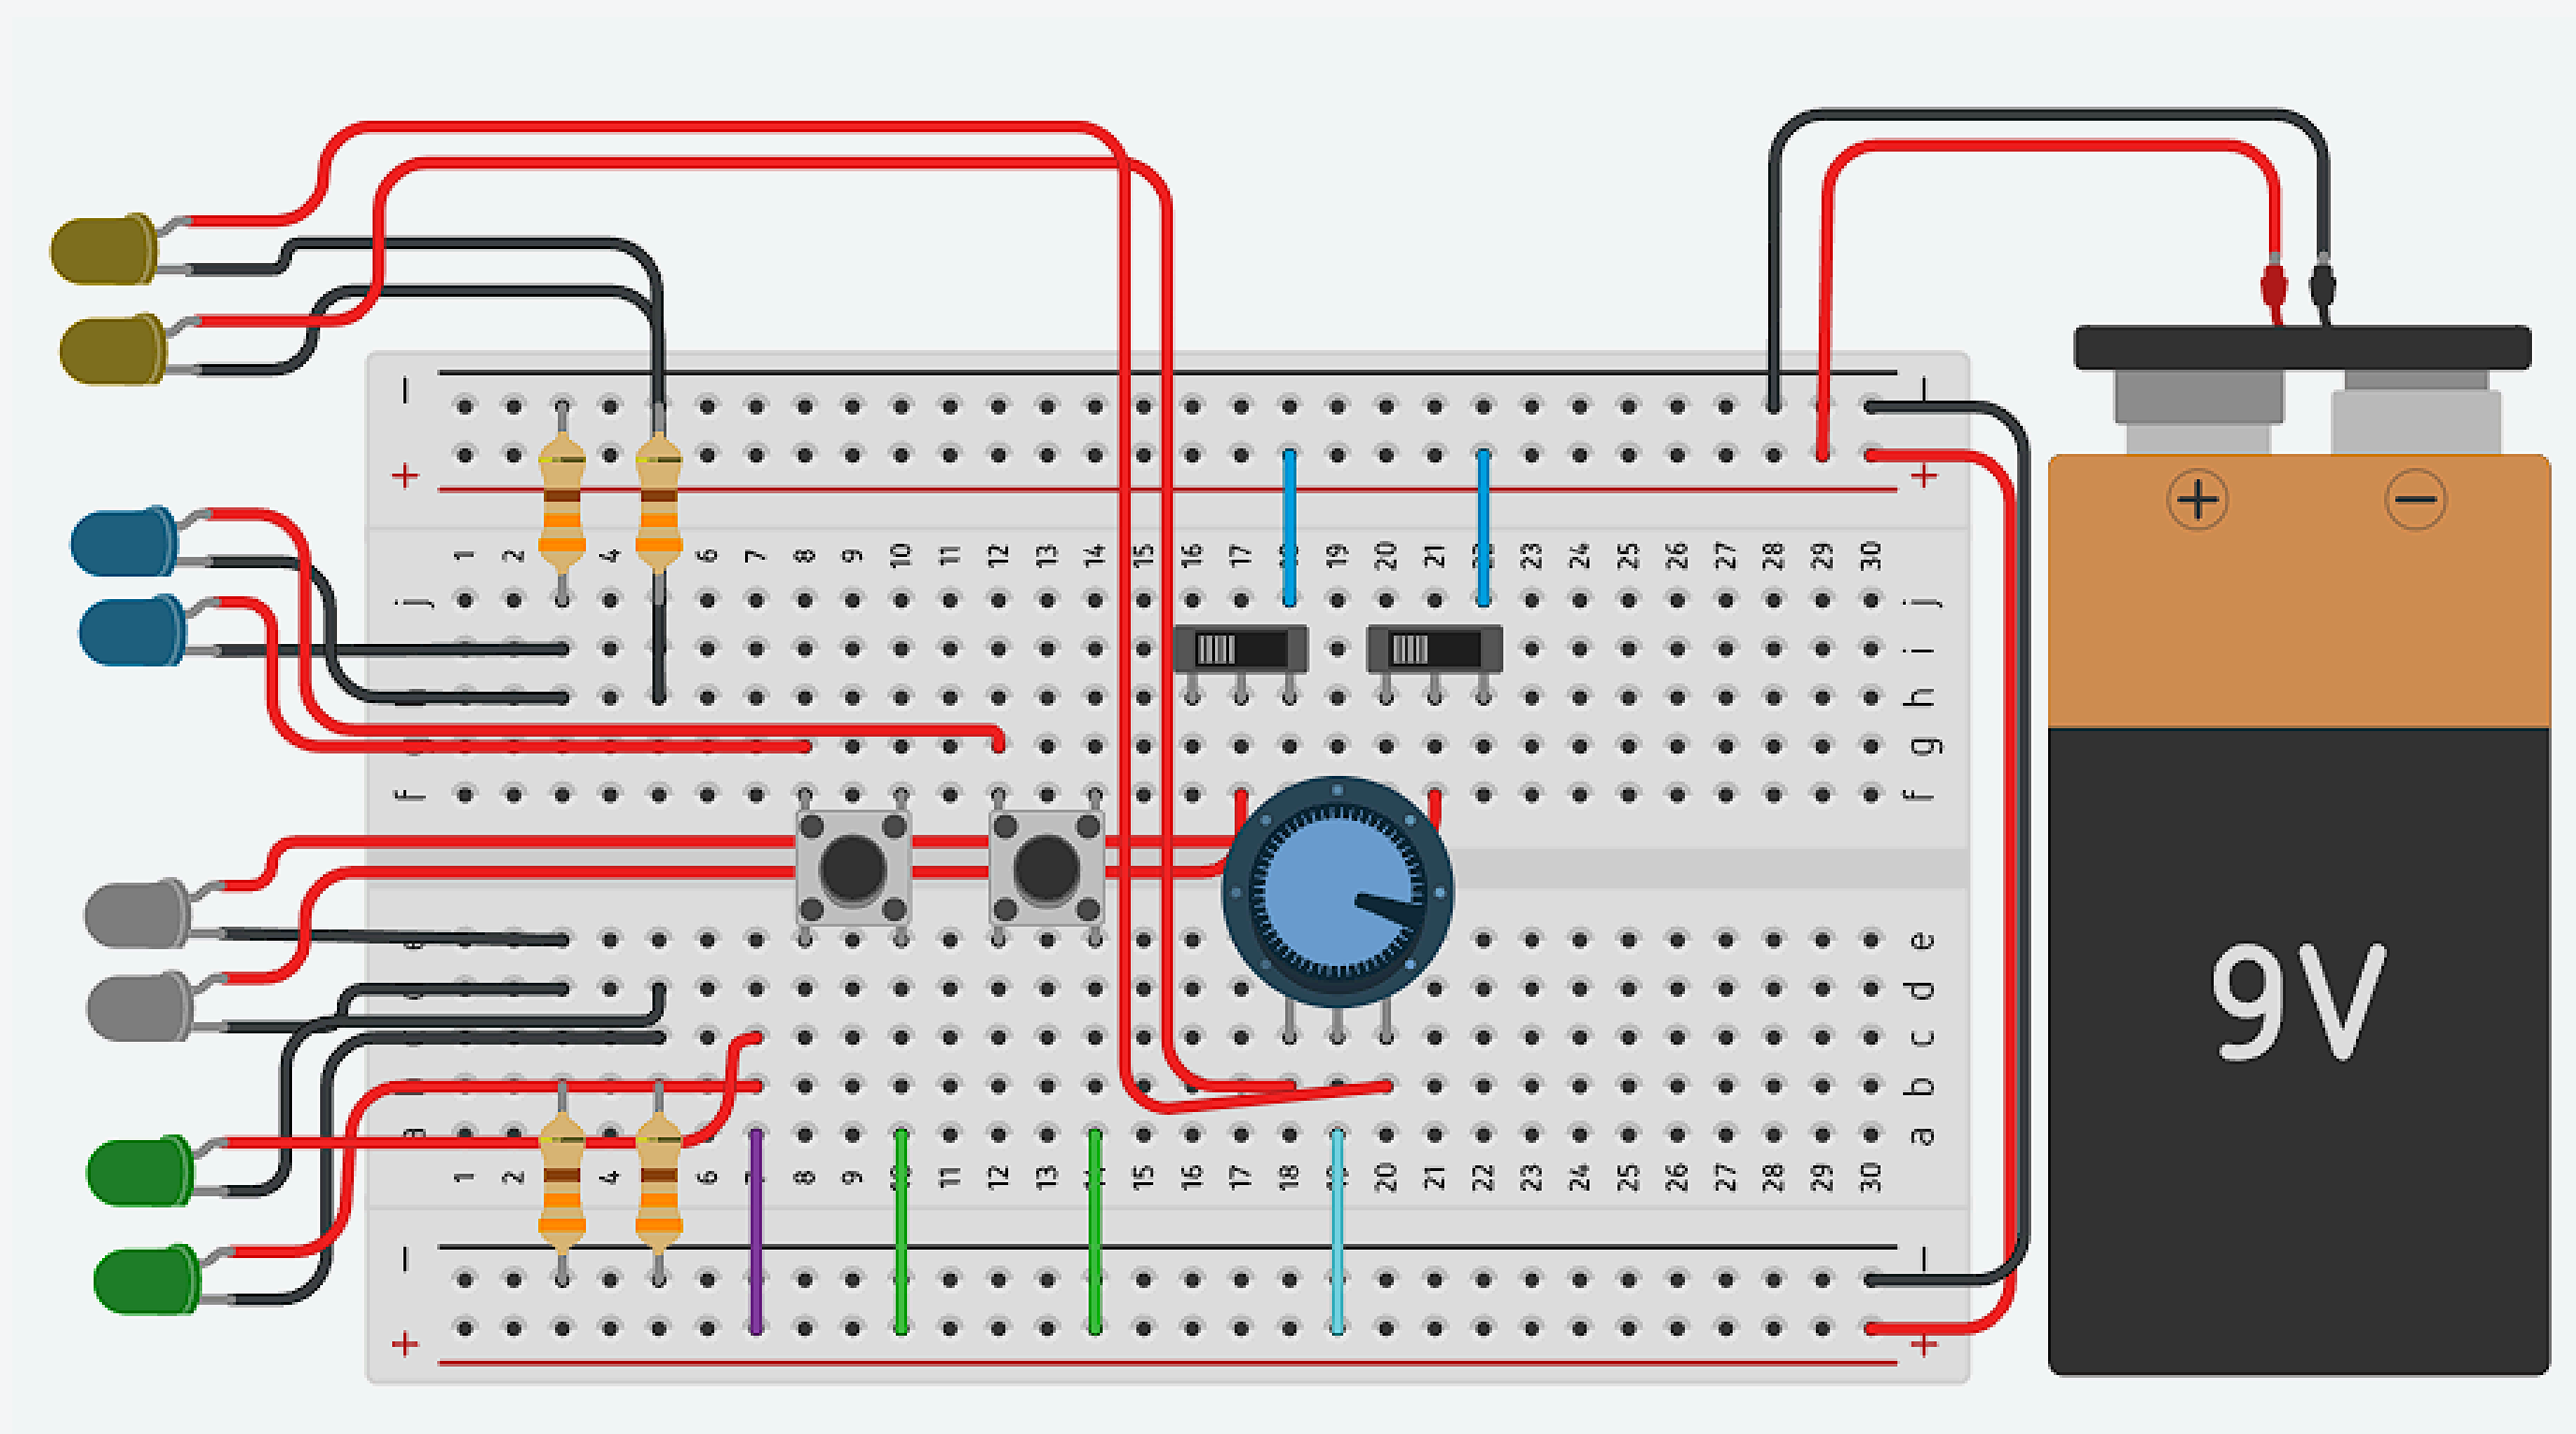 − −
+ + + −
1 2 4 6 7 8 9 10 11 12 13 14 15 16 17 19 20 21 23 24 25 26 27 28 29 30
j j
i
h
g
f f
e
d
c
b
a
9V
1 2 4 6 8 9 11 12 13 15 16 17 18 20 21 22 23 24 25 26 27 28 29 30
− −
+ +